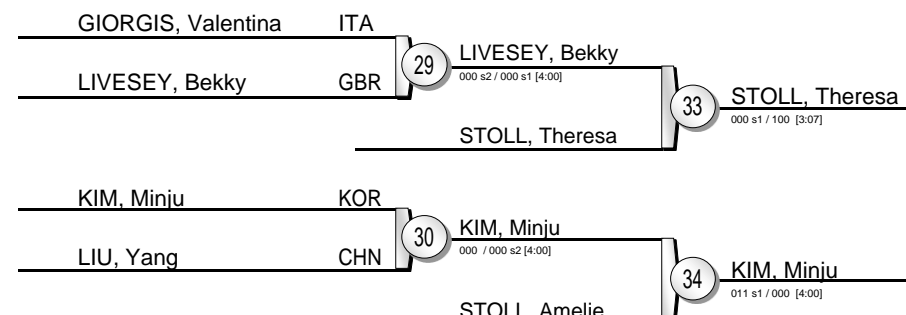 GIORGIS, Valentina ITA
29
LIVESEY, Bekky
000 s2 / 000 s1 [4:00]
LIVESEY, Bekky GBR
33
STOLL, Theresa
000 s1 / 100 [3:07]
STOLL, Theresa
KIM, Minju KOR
30
KIM, Minju
000 / 000 s2 [4:00]
LIU, Yang CHN
34
KIM, Minju
011 s1 / 000 [4:00]
STOLL, Amelie